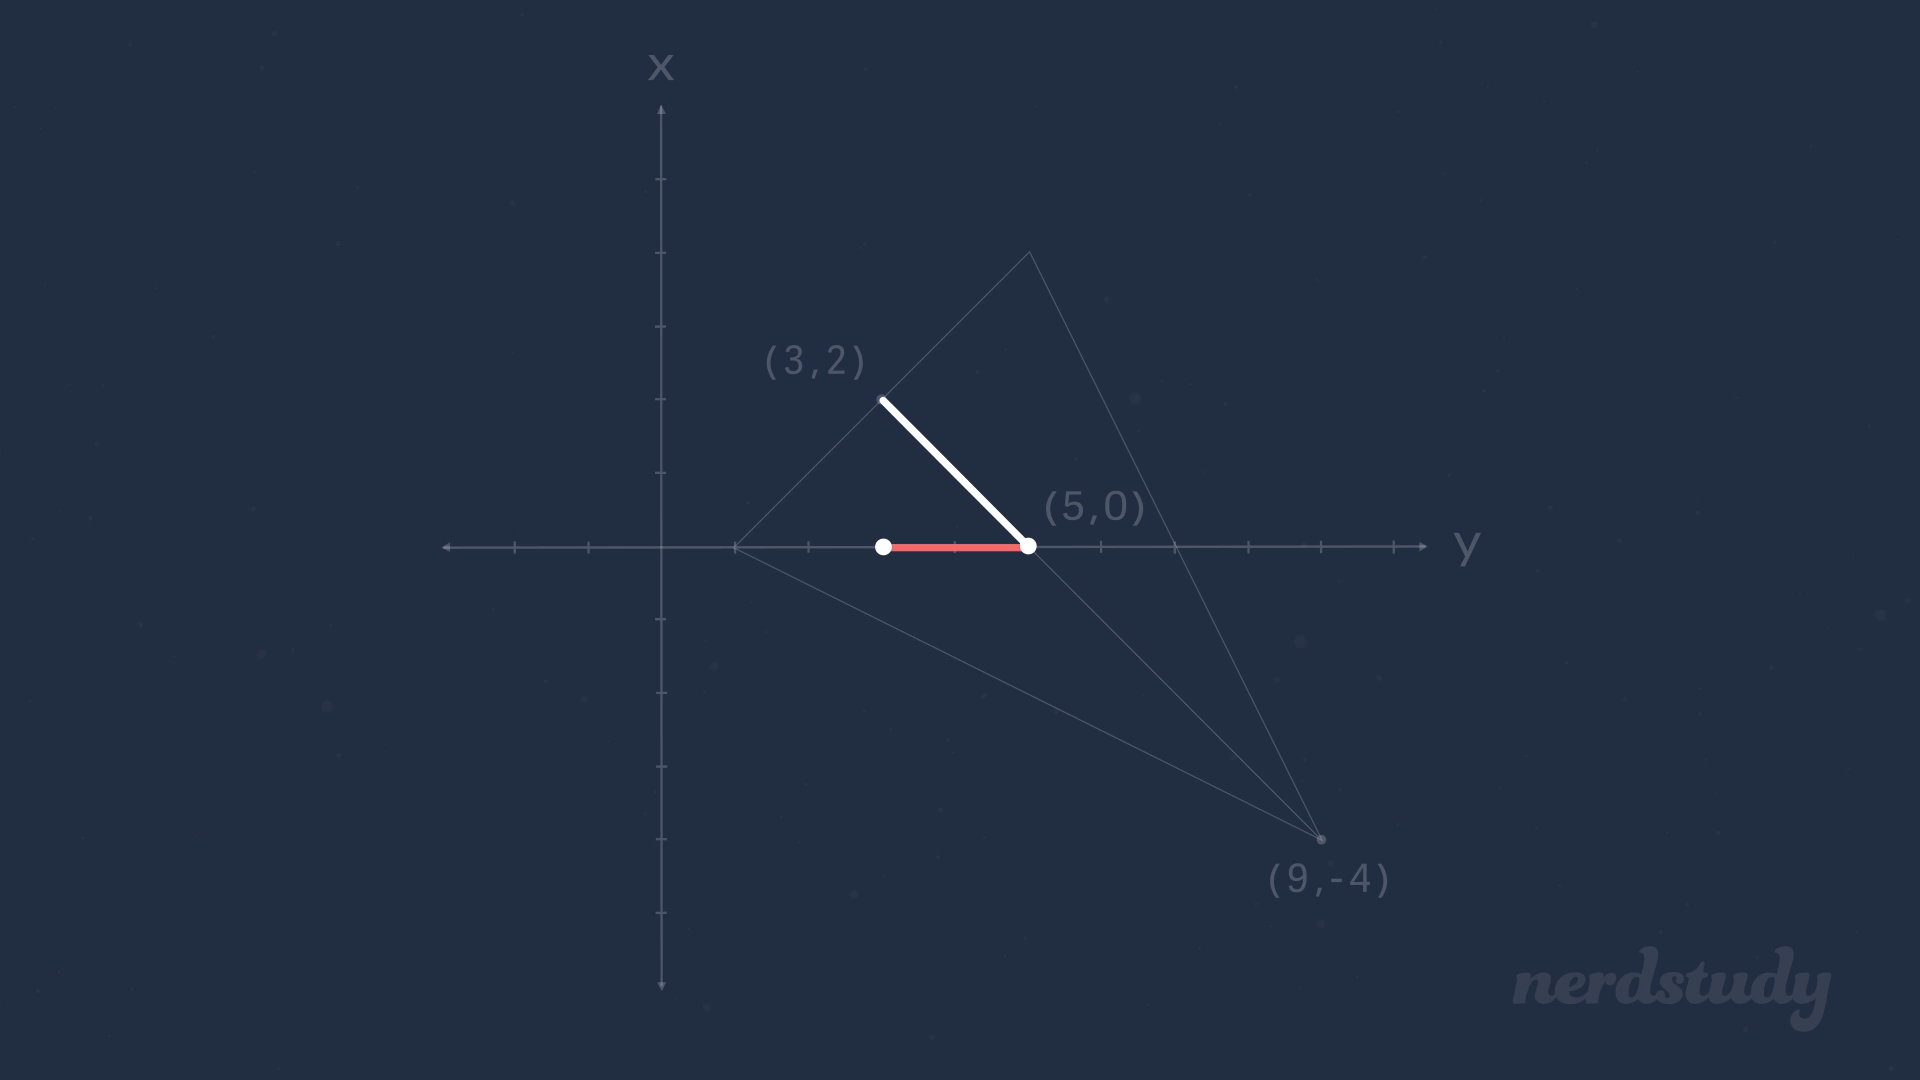 x
(3,2)
(5,0)
y
(9,-4)
nerdstudy